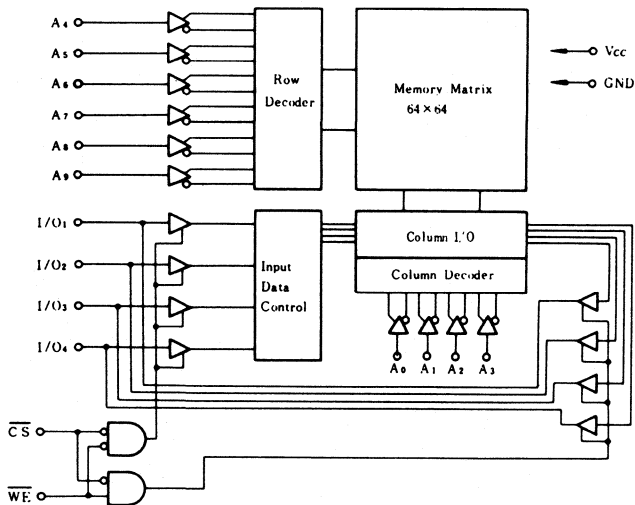 A4
A5
A6
A7
A8
A9
Row
Decoder
Memory Matrix
64×64
Vcc
GND
I/O1
I/O2
I/O3
I/O4
Input
Data
Control
Column I/O
Column Decoder
A0
A1
A2
A3
CS
WE